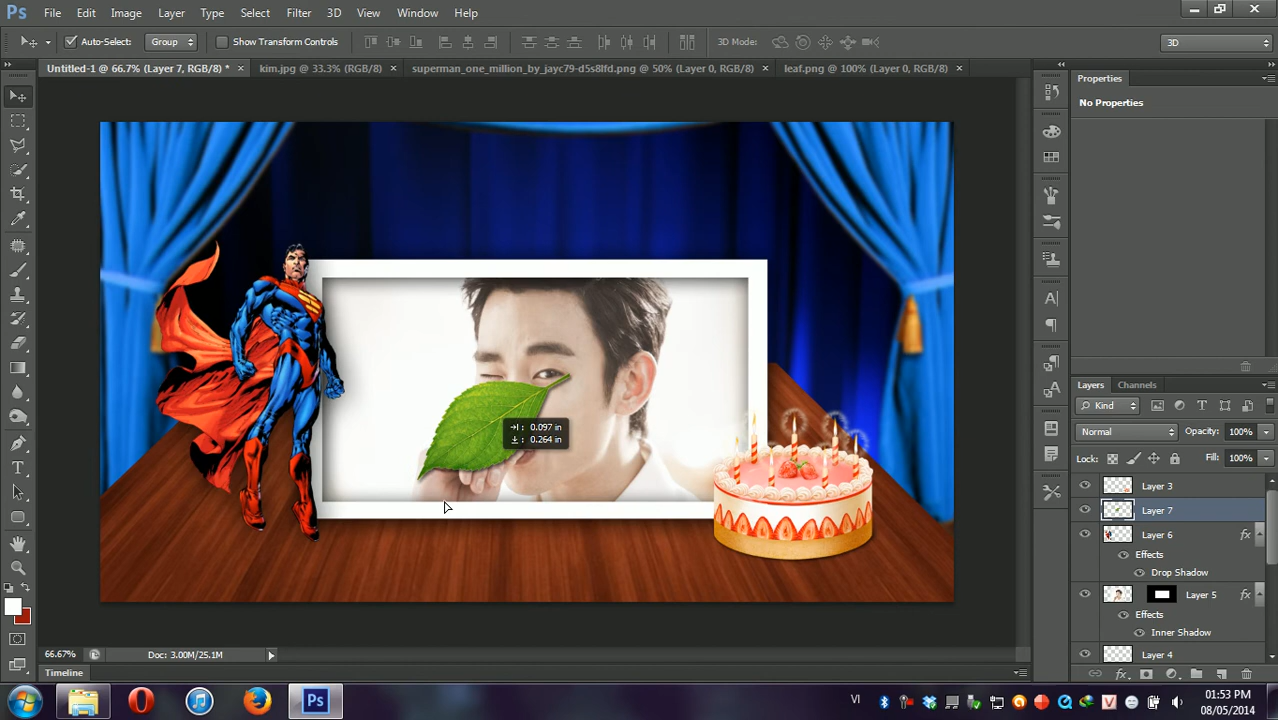 Ps File Edit Image Layer Type Select Filter 3D View Window Help
Auto-Select: Group Show Transform Controls 3D Mode: 3D
Untitled-1 @ 66.7% (Layer 7, RGB/8) * × kim.jpg @ 33.3% (RGB/8) × superman_one_million_by_jayc79-d5s8lfd.png @ 50% (Layer 0, RGB/8) × leaf.png @ 100% (Layer 0, RGB/8) ×
Properties
No Properties
Layers Channels
Kind
Normal Opacity: 100%
Lock: Fill: 100%
Layer 3
Layer 7
Layer 6 fx
Effects
Drop Shadow
Layer 5 fx
Effects
Inner Shadow
Layer 4
0.097 in
0.264 in
66.67% Doc: 3.00M/25.1M
Timeline
Ps VI 01:53 PM
08/05/2014